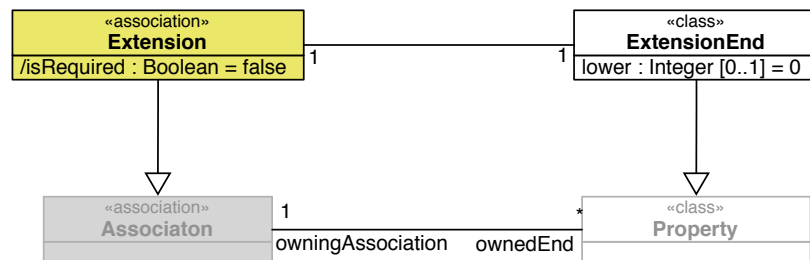 «association»
Extension
/isRequired : Boolean = false
1
1
«class»
ExtensionEnd
lower : Integer [0..1] = 0
«association»
Associaton
1
owningAssociation
*
ownedEnd
«class»
Property